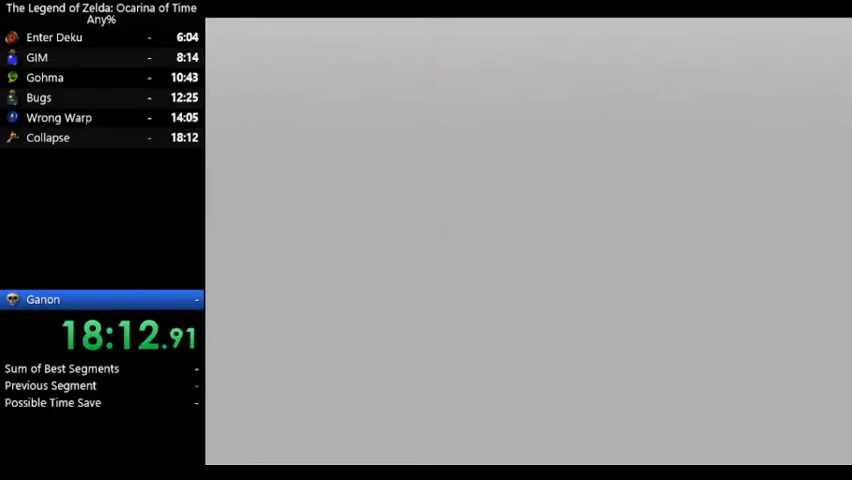 The Legend of Zelda: Ocarina of Time
Any%
Enter Deku - 6:04
GIM - 8:14
Gohma - 10:43
Bugs - 12:25
Wrong Warp - 14:05
Collapse - 18:12
Ganon -
18:12.91
Sum of Best Segments -
Previous Segment -
Possible Time Save -